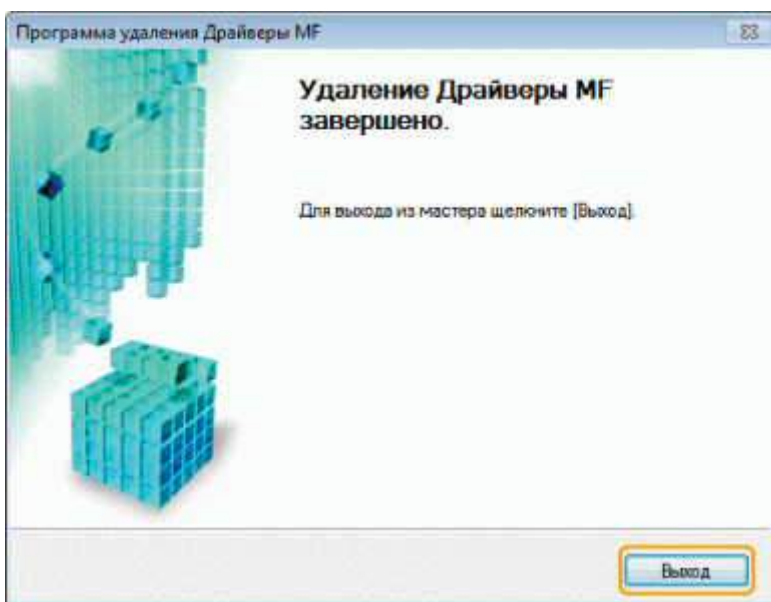 Программа удаления Драйверы MF
Удаление Драйверы MF
завершено.
Для выхода из мастера щелкните [Выход].
Выход